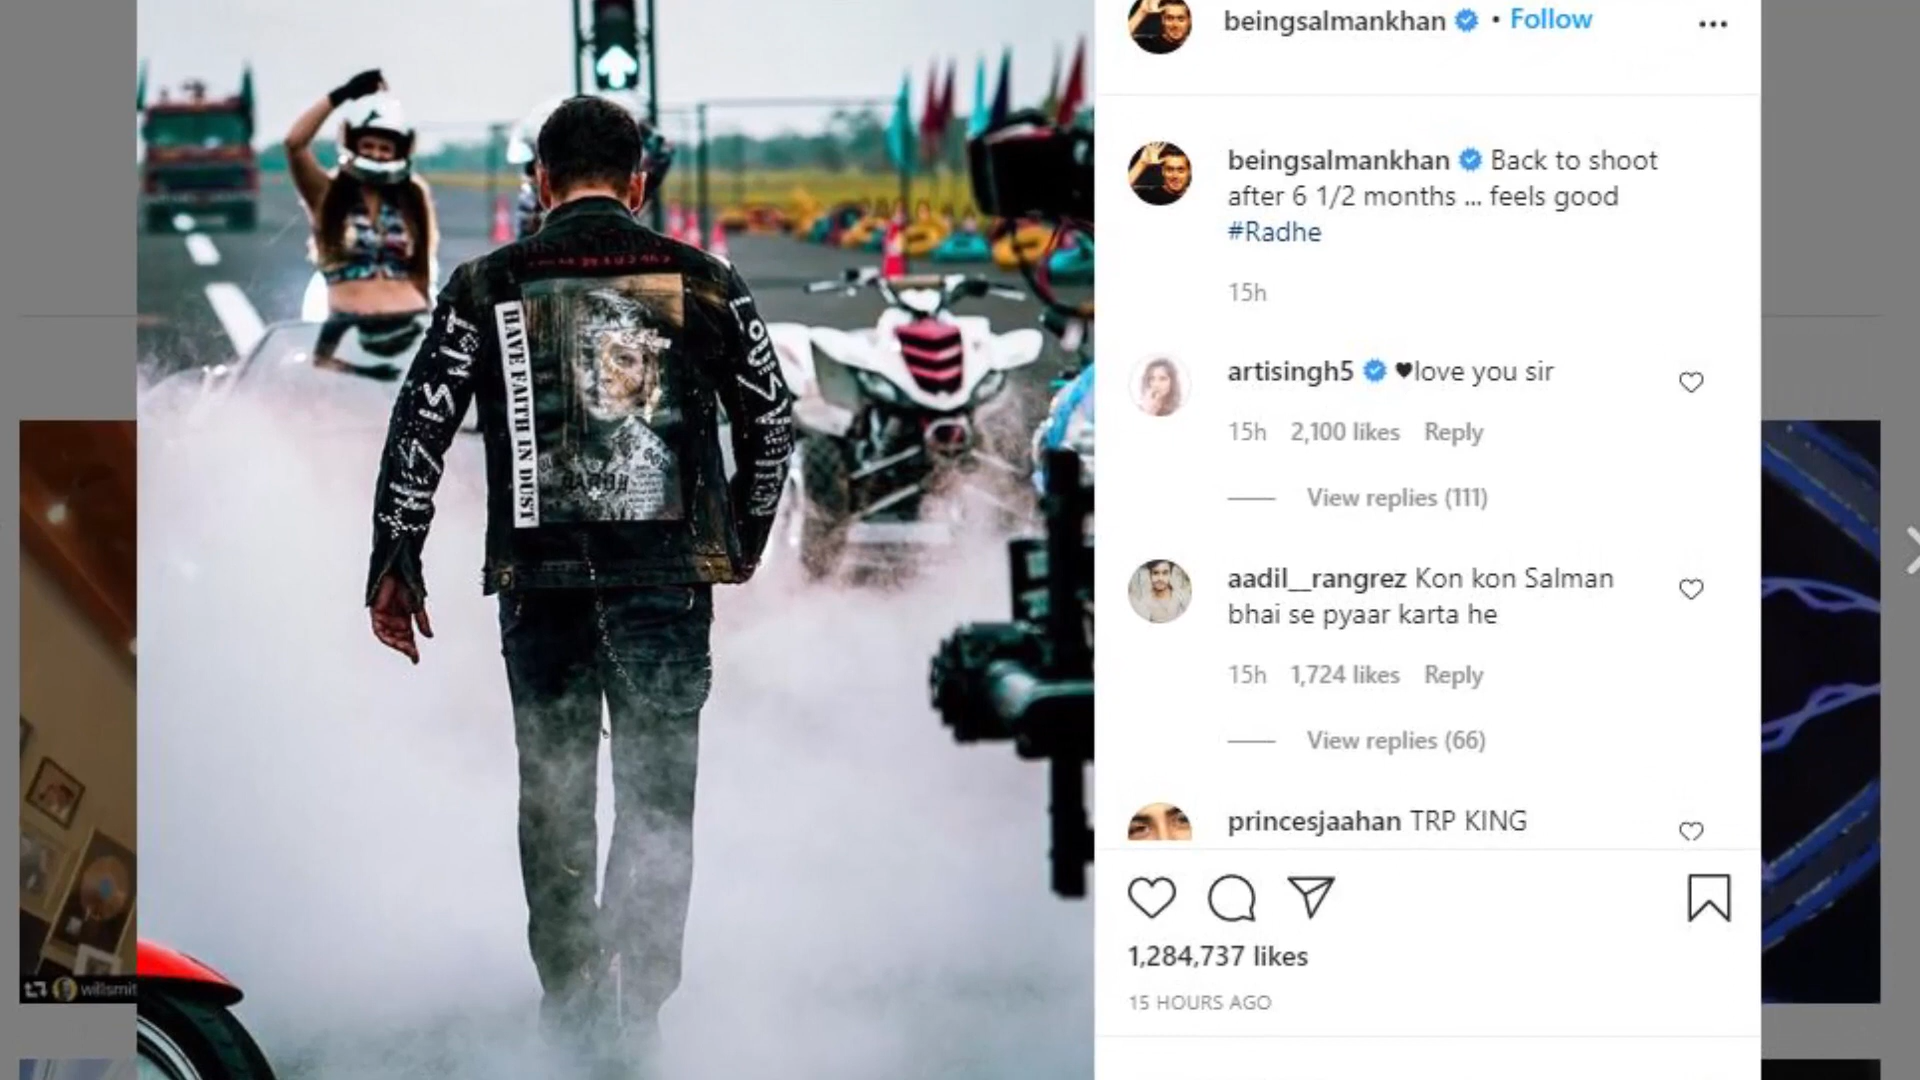 beingsalmankhan • Follow
beingsalmankhan Back to shoot
after 6 1/2 months ... feels good
#Radhe
15h
artisingh5 ♥love you sir
15h 2,100 likes Reply
View replies (111)
aadil__rangrez Kon kon Salman
bhai se pyaar karta he
15h 1,724 likes Reply
View replies (66)
princesjaahan TRP KING
1,284,737 likes
15 HOURS AGO
HAVE FAITH IN DUST
willsmit